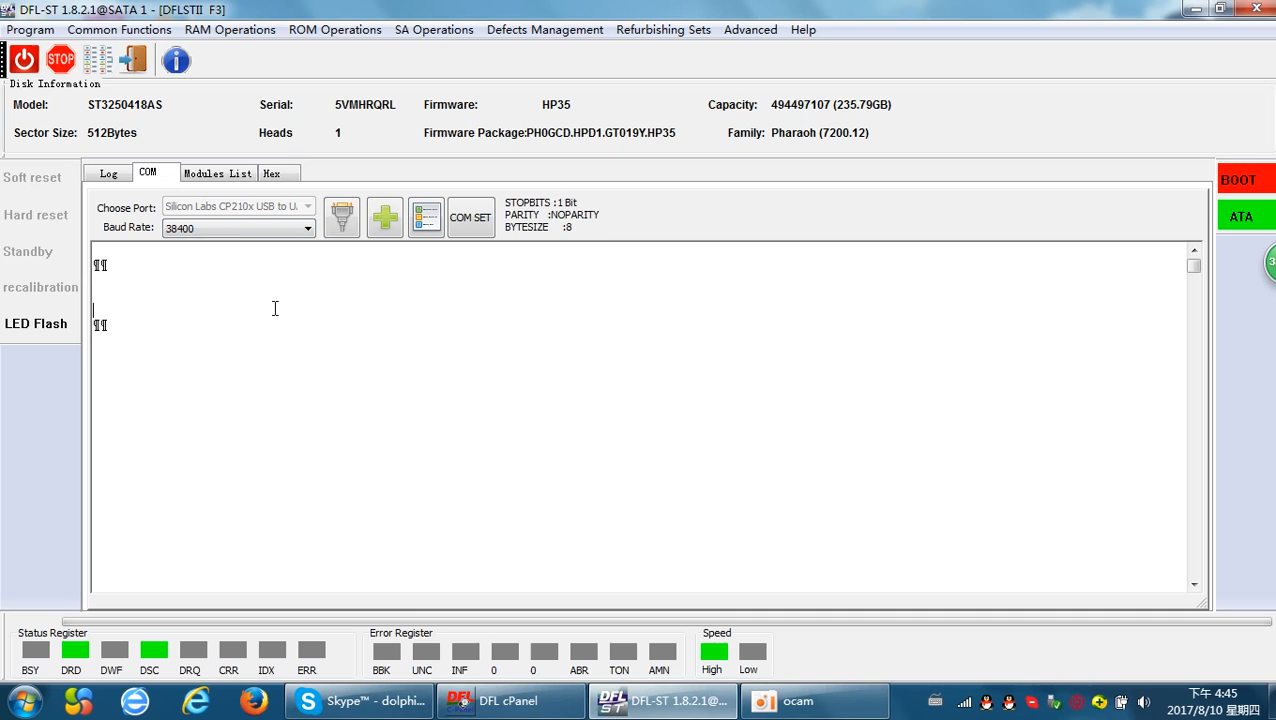 DFL-ST 1.8.2.1@SATA 1 - [DFLSTII F3]
Program Common Functions RAM Operations ROM Operations SA Operations Defects Management Refurbishing Sets Advanced Help
STOP
Disk Information
Model: ST3250418AS Serial: 5VMHRQRL Firmware: HP35 Capacity: 494497107 (235.79GB)
Sector Size: 512Bytes Heads 1 Firmware Package:PH0GCD.HPD1.GT019Y.HP35 Family: Pharaoh (7200.12)
Log COM Modules List Hex
Soft reset
Hard reset
Standby
recalibration
LED Flash
Choose Port: Silicon Labs CP210x USB to
Baud Rate: 38400
COM SET
STOPBITS :1 Bit
PARITY :NOPARITY
BYTESIZE :8
BOOT
ATA
¶¶
¶¶
Status Register Error Register Speed
BSY DRD DWF DSC DRQ CRR IDX ERR BBK UNC INF 0 0 ABR TON AMN High Low
Skype™ - dolphi... DFL cPanel DFL-ST 1.8.2.1@... ocam
下午 4:45
2017/8/10 星期四